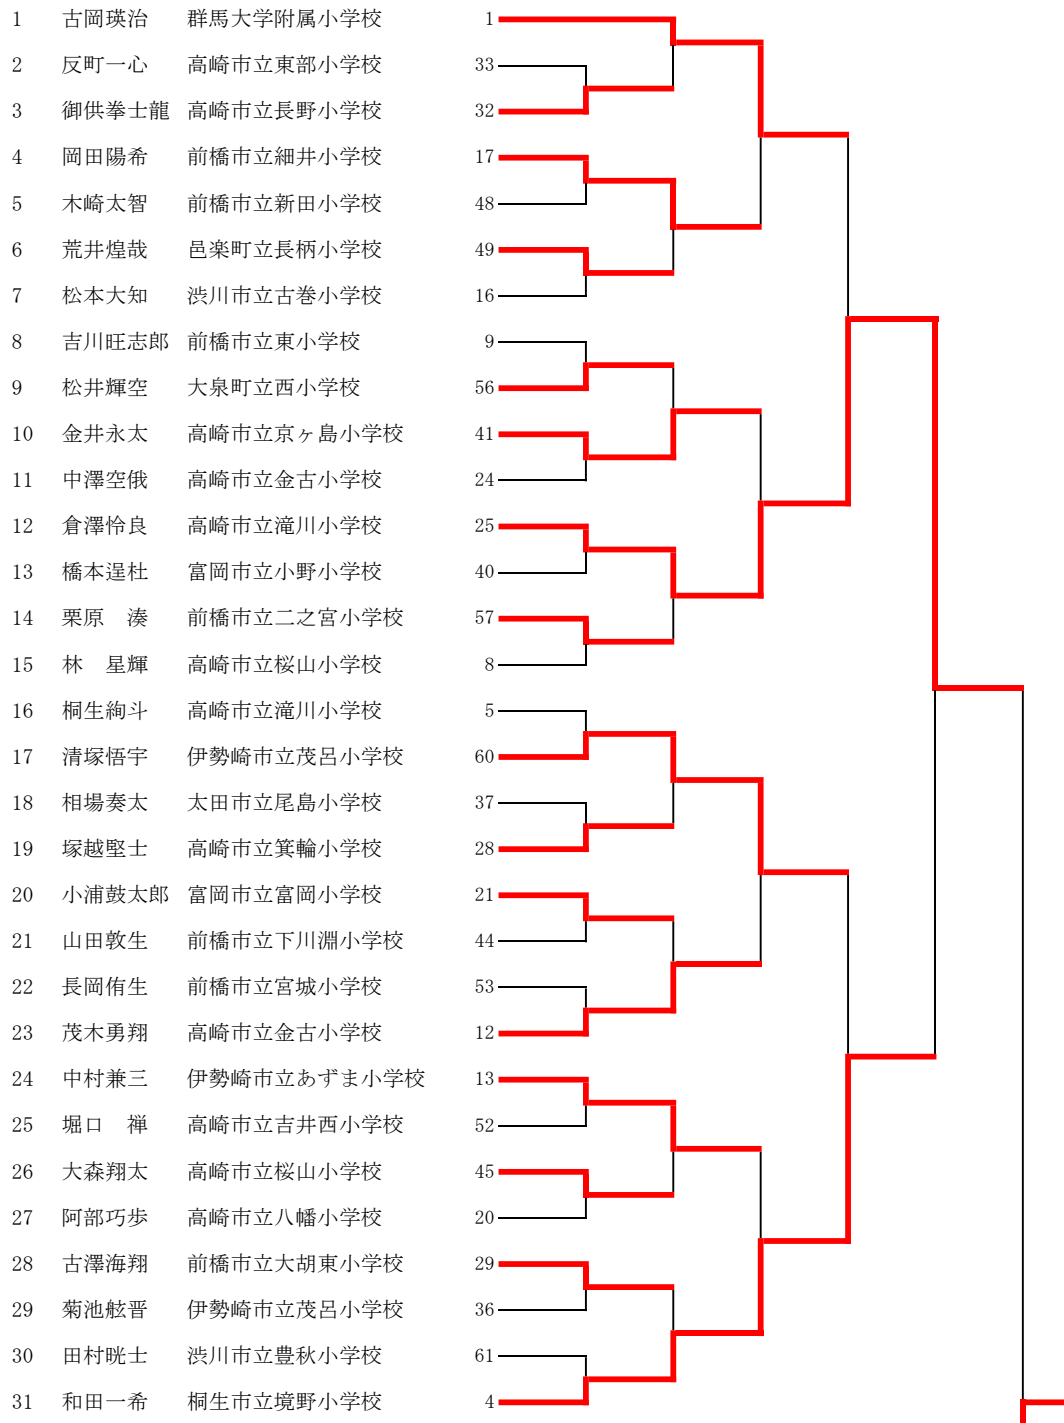 1 古岡瑛治 群馬大学附属小学校 1
2 反町一心 高崎市立東部小学校 33
3 御供拳士龍 高崎市立長野小学校 32
4 岡田陽希 前橋市立細井小学校 17
5 木崎太智 前橋市立新田小学校 48
6 荒井煌哉 邑楽町立長柄小学校 49
7 松本大知 渋川市立古巻小学校 16
8 吉川旺志郎 前橋市立東小学校 9
9 松井輝空 大泉町立西小学校 56
10 金井永太 高崎市立京ヶ島小学校 41
11 中澤空俄 高崎市立金古小学校 24
12 倉澤怜良 高崎市立滝川小学校 25
13 橋本逞杜 富岡市立小野小学校 40
14 栗原　湊 前橋市立二之宮小学校 57
15 林　星輝 高崎市立桜山小学校 8
16 桐生絢斗 高崎市立滝川小学校 5
17 清塚悟宇 伊勢崎市立茂呂小学校 60
18 相場奏太 太田市立尾島小学校 37
19 塚越堅士 高崎市立箕輪小学校 28
20 小浦鼓太郎 富岡市立富岡小学校 21
21 山田敦生 前橋市立下川淵小学校 44
22 長岡侑生 前橋市立宮城小学校 53
23 茂木勇翔 高崎市立金古小学校 12
24 中村兼三 伊勢崎市立あずま小学校 13
25 堀口　禅 高崎市立吉井西小学校 52
26 大森翔太 高崎市立桜山小学校 45
27 阿部巧歩 高崎市立八幡小学校 20
28 古澤海翔 前橋市立大胡東小学校 29
29 菊池舷晋 伊勢崎市立茂呂小学校 36
30 田村晄士 渋川市立豊秋小学校 61
31 和田一希 桐生市立境野小学校 4